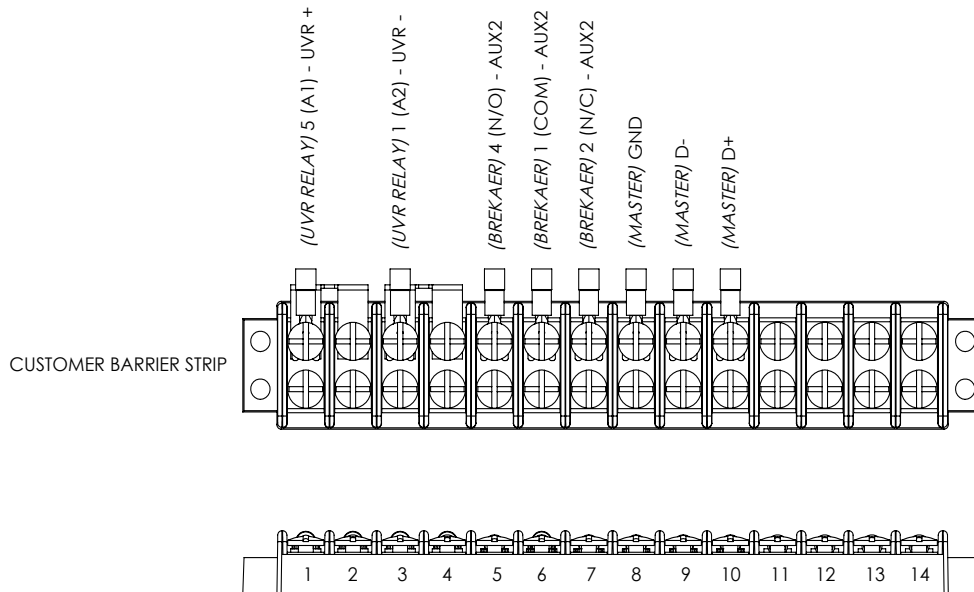 (UVR RELAY) 5 (A1) - UVR +
(UVR RELAY) 1 (A2) - UVR -
(BREKAER) 4 (N/O) - AUX2
(BREKAER) 1 (COM) - AUX2
(BREKAER) 2 (N/C) - AUX2
(MASTER) GND
(MASTER) D-
(MASTER) D+
CUSTOMER BARRIER STRIP
1 2 3 4 5 6 7 8 9 10 11 12 13 14